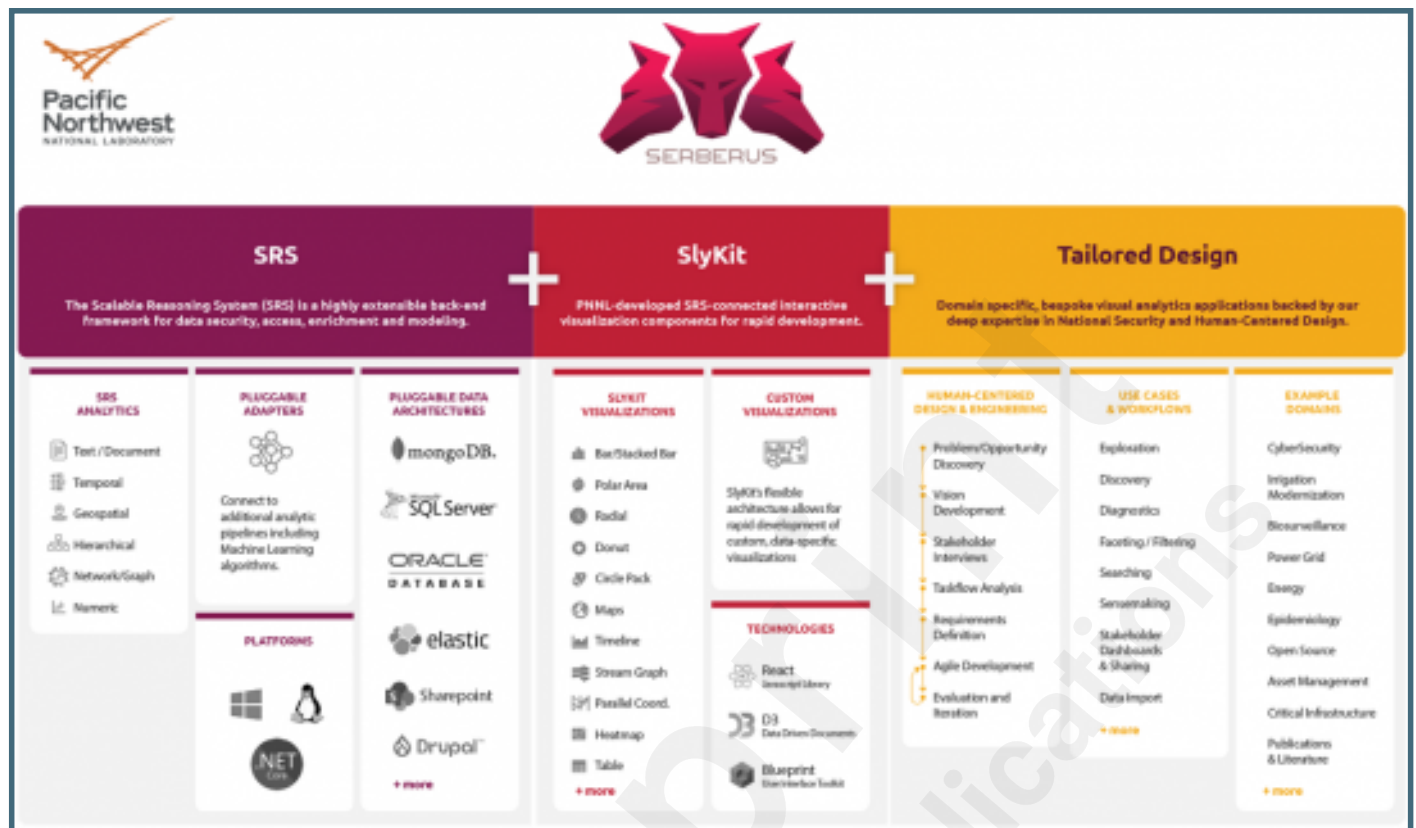 Pacific
Northwest
NATIONAL LABORATORY
SERBERUS
SRS
The Scalable Reasoning System (SRS) is a highly extensible back-end
framework for data security, access, enrichment and modeling.
SlyKit
PNNL-developed SRS-connected interactive
visualization components for rapid development.
Tailored Design
Domain specific, bespoke visual analytics applications backed by our
deep expertise in National Security and Human-Centered Design.
SRS
ANALYTICS
Text / Document
Temporal
Geospatial
Hierarchical
Network/Graph
Numeric
PLUGGABLE
ADAPTERS
Connect to
additional analytic
pipelines including
Machine Learning
algorithms.
PLATFORMS
.NET
Core
PLUGGABLE DATA
ARCHITECTURES
mongoDB.
Microsoft
SQL Server
ORACLE
DATABASE
elastic
Sharepoint
Drupal™
+ more
SLYKIT
VISUALIZATIONS
Bar/Stacked Bar
Polar Area
Radial
Donut
Circle Pack
Maps
Timeline
Stream Graph
Parallel Coord.
Heatmap
Table
+ more
CUSTOM
VISUALIZATIONS
SlyKit's flexible
architecture allows for
rapid development of
custom, data-specific
visualizations
TECHNOLOGIES
React
Javascript Library
D3
Data Driven Documents
Blueprint
User Interface Toolkit
HUMAN-CENTERED
DESIGN & ENGINEERING
Problem/Opportunity
Discovery
Vision
Development
Stakeholder
Interviews
Taskflow Analysis
Requirements
Definition
Agile Development
Evaluation and
Iteration
USE CASES
& WORKFLOWS
Exploration
Discovery
Diagnostics
Faceting / Filtering
Searching
Sensemaking
Stakeholder
Dashboards
& Sharing
Data Import
+ more
EXAMPLE
DOMAINS
CyberSecurity
Irrigation
Modernization
Biosurveillance
Power Grid
Energy
Epidemiology
Open Source
Asset Management
Critical Infrastructure
Publications
& Literature
+ more